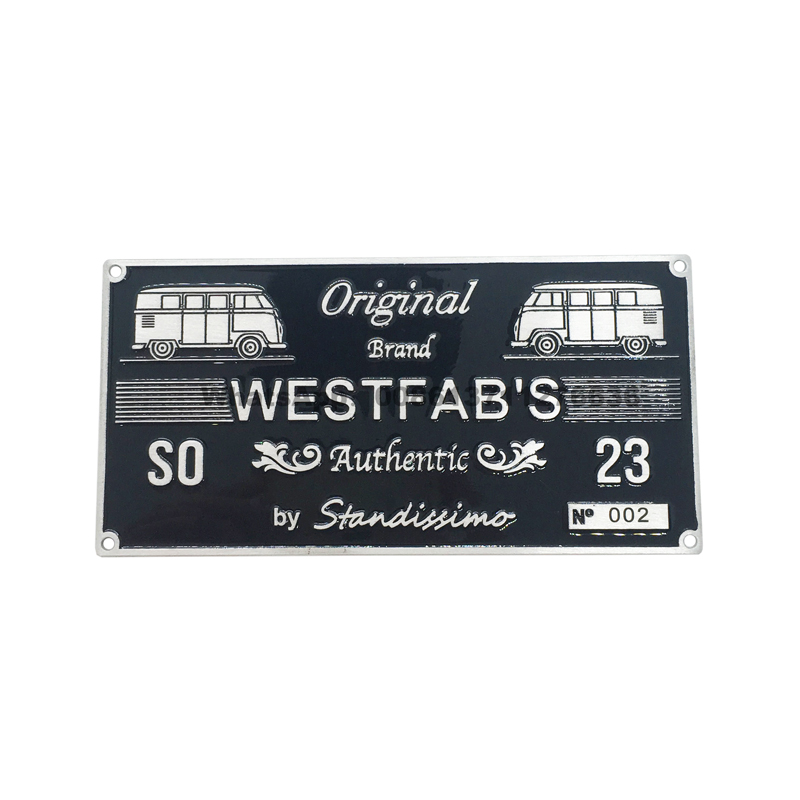 Original
Brand
WESTFAB'S
SO
Authentic
23
by Standissimo
Nº 002